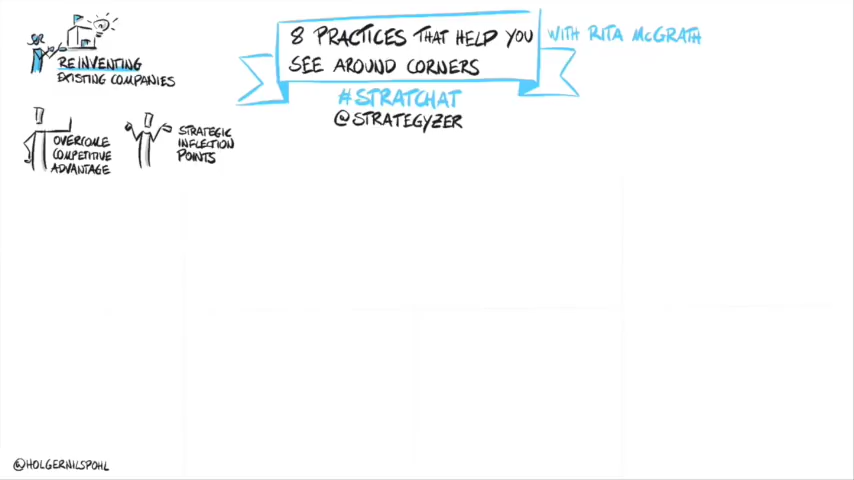 8 PRACTICES THAT HELP YOU
SEE AROUND CORNERS
WITH RITA McGRATH
#STRATCHAT
@STRATEGYZER
REINVENTING
EXISTING COMPANIES
OVERCOME
COMPETITIVE
ADVANTAGE
STRATEGIC
INFLECTION
POINTS
@HOLGERNILSPOHL